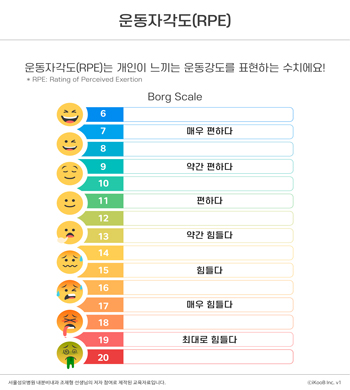 운동자각도(RPE)
운동자각도(RPE)는 개인이 느끼는 운동강도를 표현하는 수치에요!
* RPE: Rating of Perceived Exertion
Borg Scale
6
7 매우 편하다
8
9 약간 편하다
10
11 편하다
12
13 약간 힘들다
14
15 힘들다
16
17 매우 힘들다
18
19 최대로 힘들다
20
서울성모병원 내분비내과 조재형 선생님의 저자 참여로 제작된 교육자료입니다.
ⓒiKooB Inc. v1